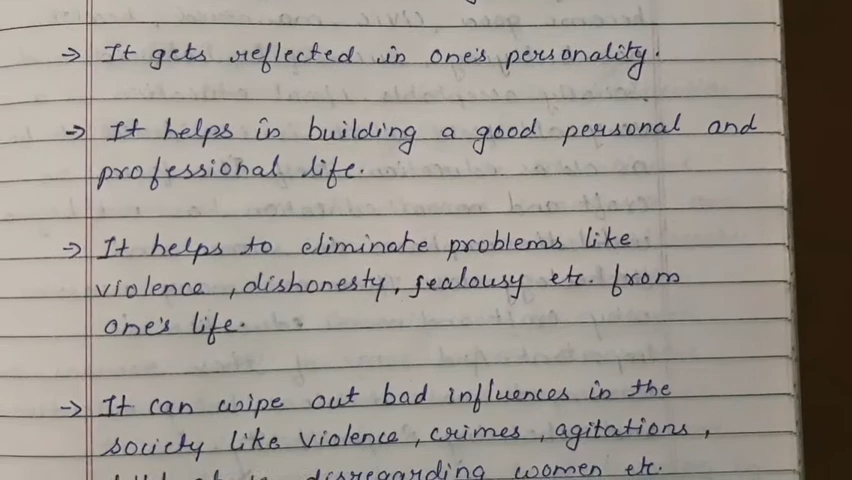 → It gets reflected in one's personality.
→ It helps in building a good personal and
professional life.
→ It helps to eliminate problems like
violence, dishonesty, jealousy etc. from
one's life.
→ It can wipe out bad influences in the
society like violence, crimes, agitations,
disregarding women etc.